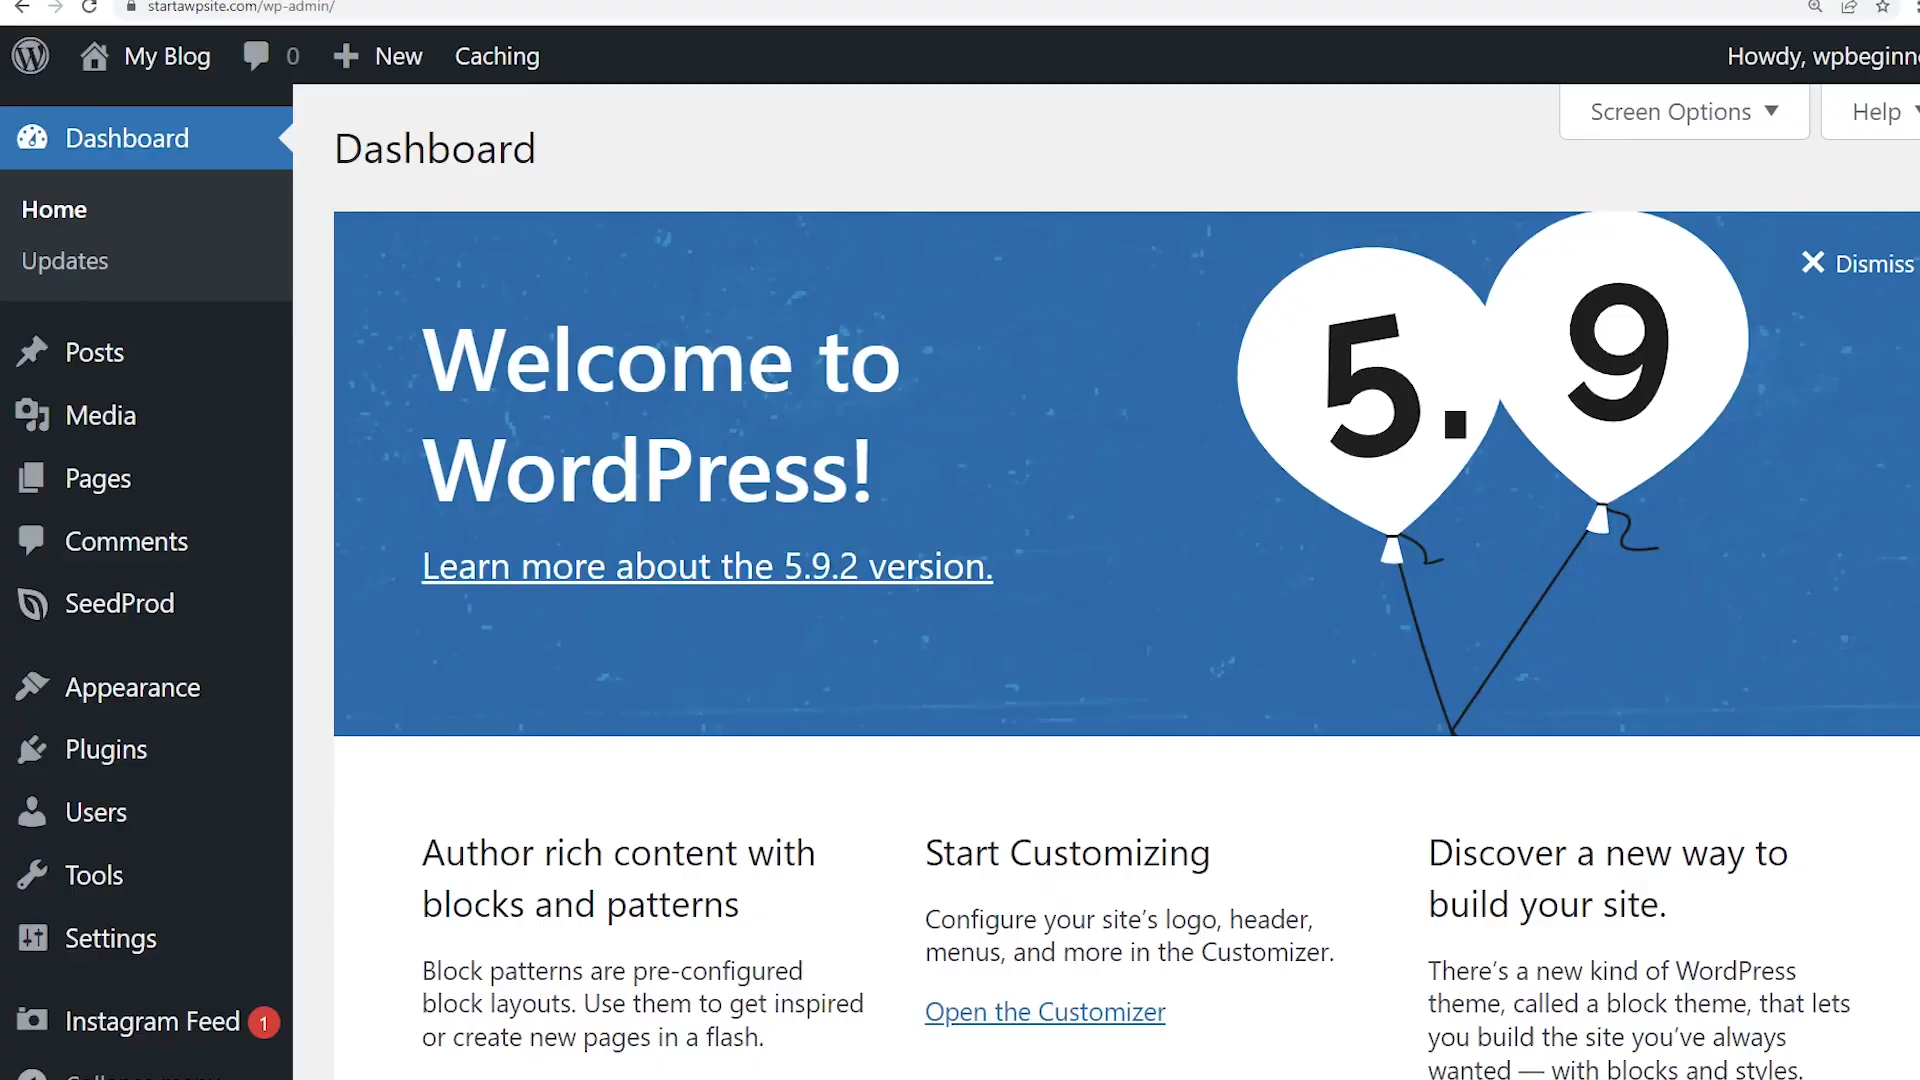 startawpsite.com/wp-admin/
My Blog 0 New Caching
Howdy, wpbeginn
Dashboard
Home
Updates
Posts
Media
Pages
Comments
SeedProd
Appearance
Plugins
Users
Tools
Settings
Instagram Feed 1
Dashboard
Screen Options
Help
Dismiss
Welcome to
WordPress!
Learn more about the 5.9.2 version.
5.9
Author rich content with
blocks and patterns
Block patterns are pre-configured
block layouts. Use them to get inspired
or create new pages in a flash.
Start Customizing
Configure your site’s logo, header,
menus, and more in the Customizer.
Open the Customizer
Discover a new way to
build your site.
There’s a new kind of WordPress
theme, called a block theme, that lets
you build the site you’ve always
wanted — with blocks and styles.